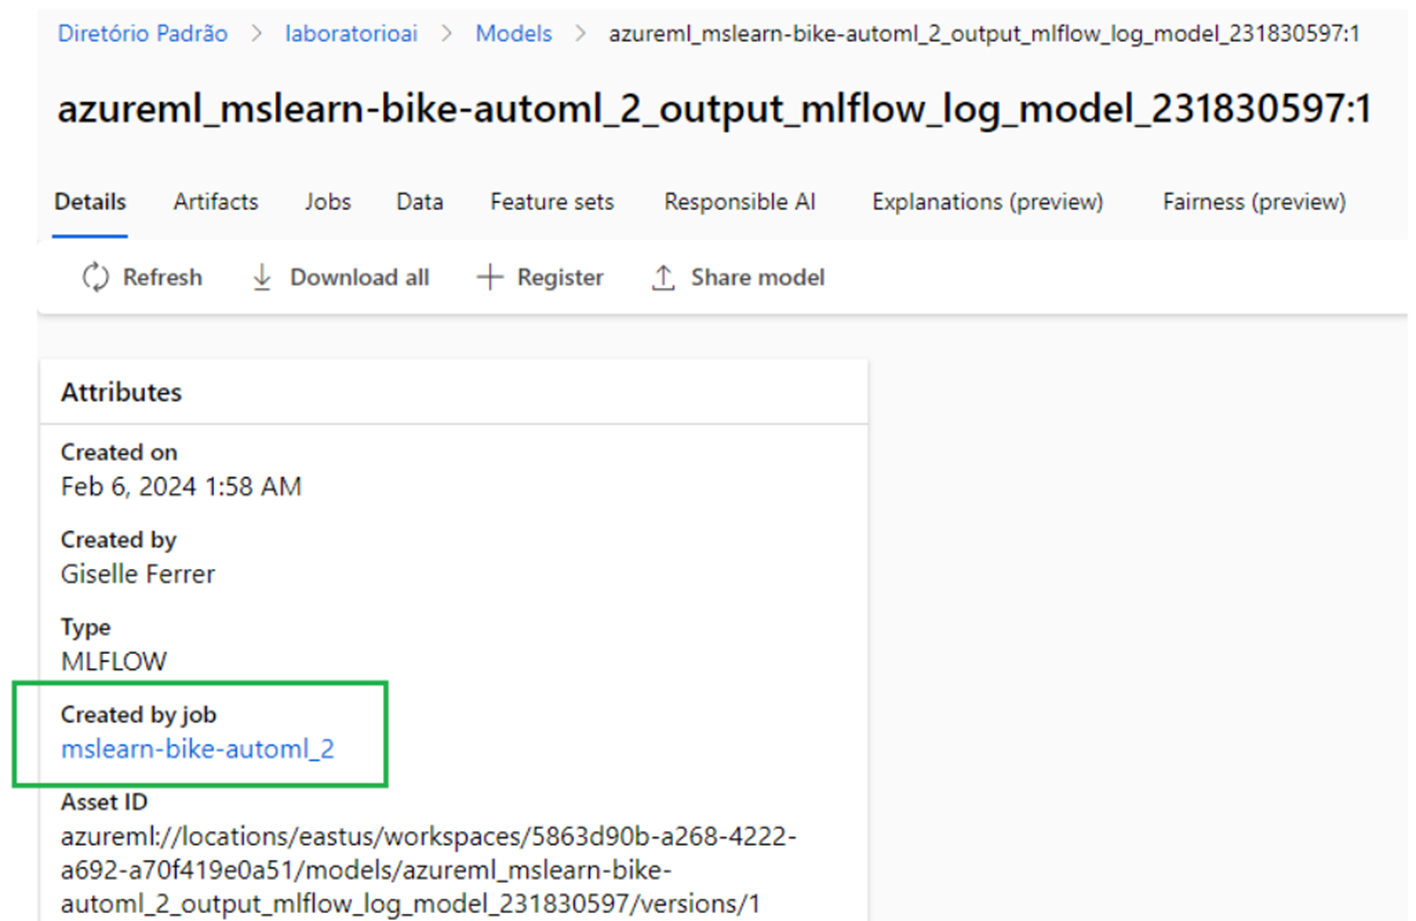 Diretório Padrão > laboratorioai > Models > azureml_mslearn-bike-automl_2_output_mlflow_log_model_231830597:1
azureml_mslearn-bike-automl_2_output_mlflow_log_model_231830597:1
Details Artifacts Jobs Data Feature sets Responsible AI Explanations (preview) Fairness (preview)
Refresh Download all Register Share model
Attributes
Created on
Feb 6, 2024 1:58 AM
Created by
Giselle Ferrer
Type
MLFLOW
Created by job
mslearn-bike-automl_2
Asset ID
azureml://locations/eastus/workspaces/5863d90b-a268-4222-
a692-a70f419e0a51/models/azureml_mslearn-bike-
automl_2_output_mlflow_log_model_231830597/versions/1